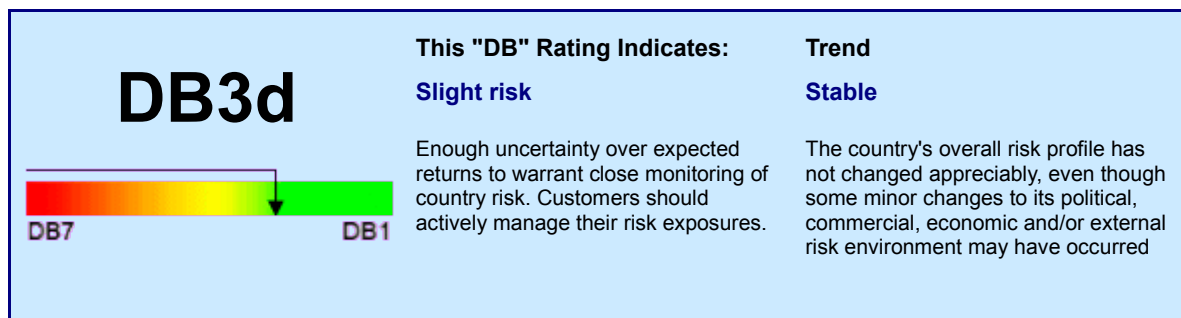 DB3d
DB7
DB1
This "DB" Rating Indicates:
Slight risk
Enough uncertainty over expected
returns to warrant close monitoring of
country risk. Customers should
actively manage their risk exposures.
Trend
Stable
The country's overall risk profile has
not changed appreciably, even though
some minor changes to its political,
commercial, economic and/or external
risk environment may have occurred